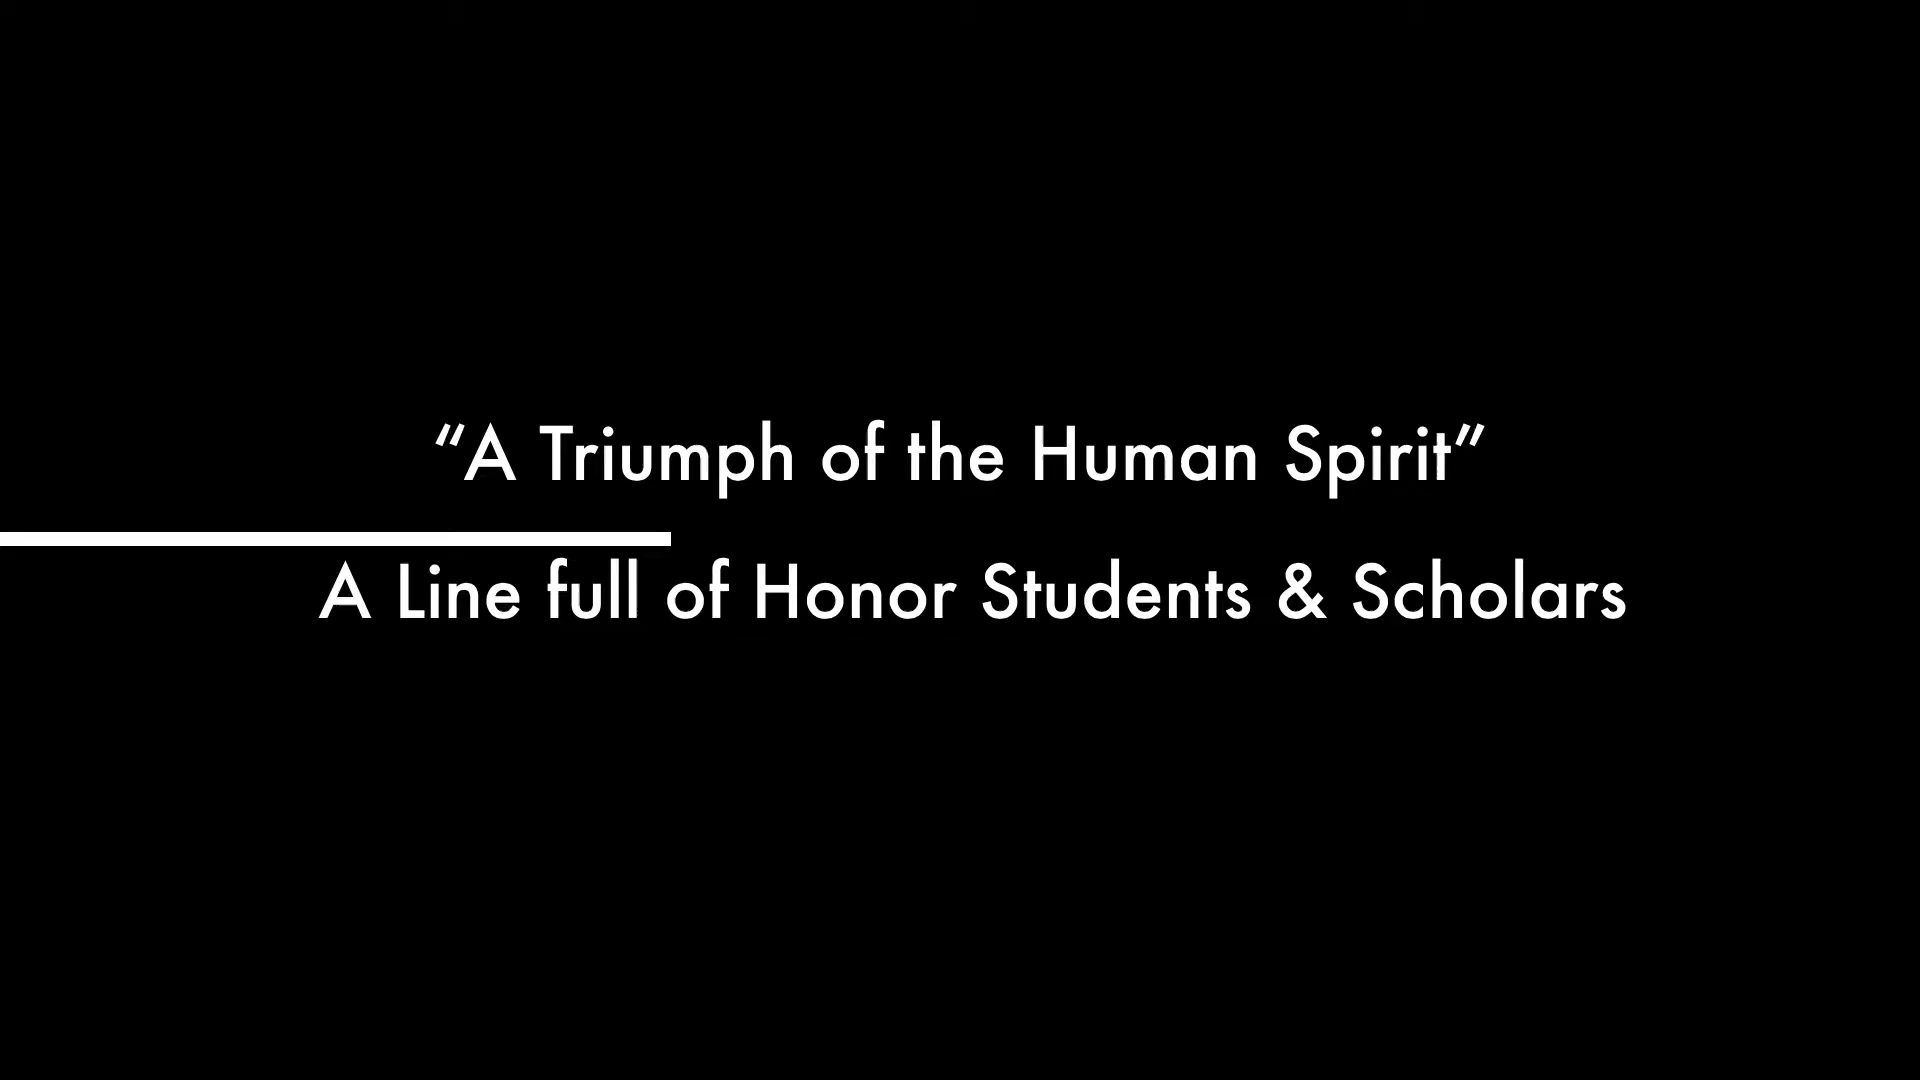 “A Triumph of the Human Spirit”
A Line full of Honor Students & Scholars